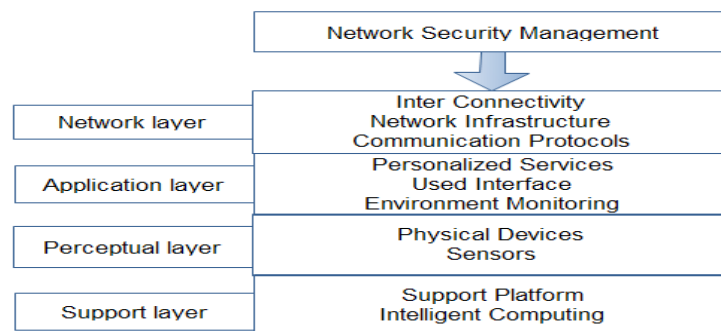 Network Security Management
Network layer
Inter Connectivity
Network Infrastructure
Communication Protocols
Application layer
Personalized Services
Used Interface
Environment Monitoring
Perceptual layer
Physical Devices
Sensors
Support layer
Support Platform
Intelligent Computing